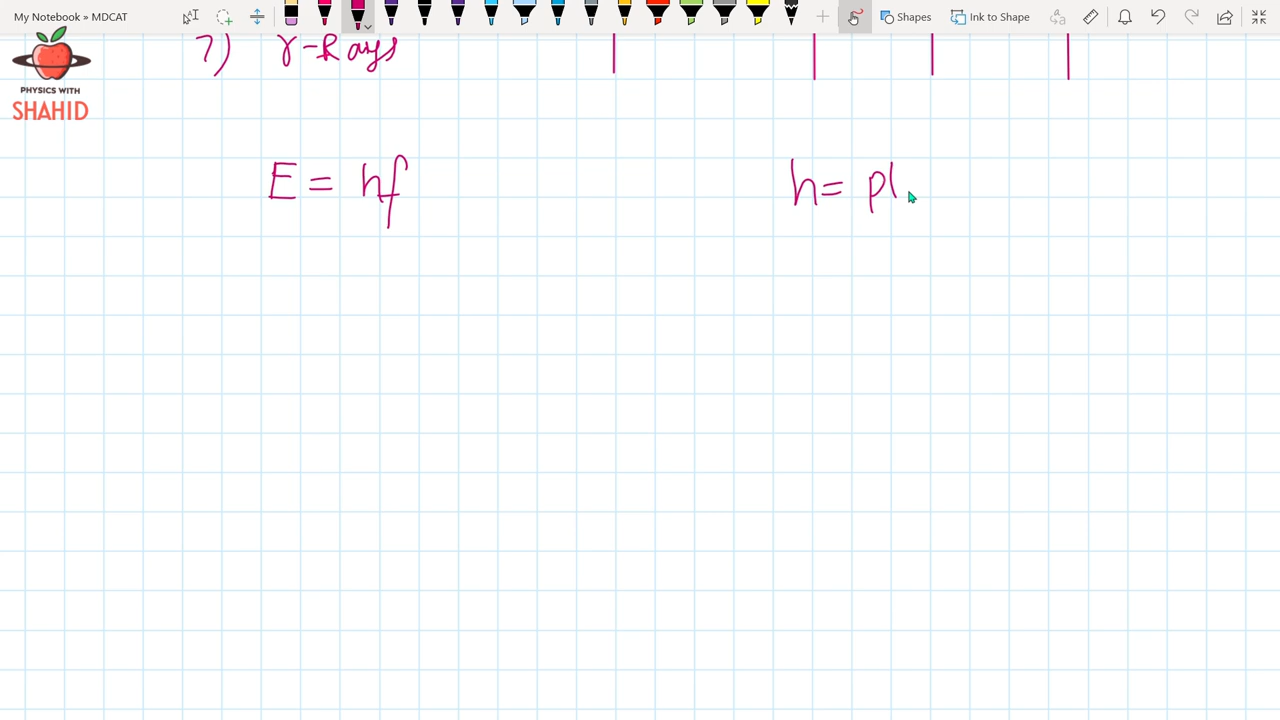 My Notebook » MDCAT Shapes Ink to Shape
7) γ-Rays
PHYSICS WITH
SHAHID
E = hf h = pl